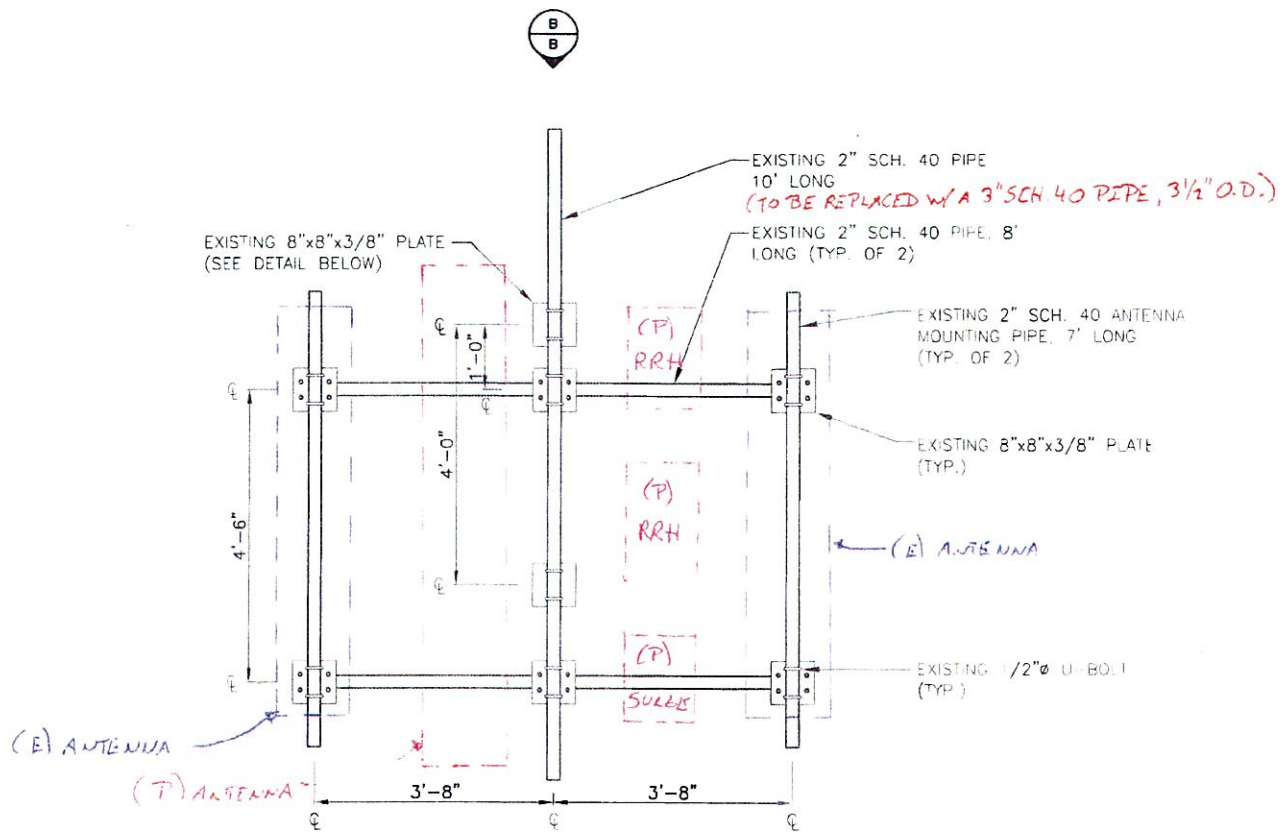 B
B
EXISTING 2" SCH. 40 PIPE
10' LONG
(TO BE REPLACED W/ A 3" SCH. 40 PIPE, 3 1/2" O.D.)
EXISTING 8"x8"x3/8" PLATE
(SEE DETAIL BELOW)
EXISTING 2" SCH. 40 PIPE, 8'
LONG (TYP. OF 2)
EXISTING 2" SCH. 40 ANTENNA
MOUNTING PIPE, 7' LONG
(TYP. OF 2)
(P)
RRH
℄
1'-0"
℄
℄
EXISTING 8"x8"x3/8" PLATE
(TYP.)
4'-0"
4'-6"
(P)
RRH
(E) ANTENNA
℄
℄
(P)
EXISTING 1/2"ø U-BOLT
(TYP.)
(E) ANTENNA
(P) ANTENNA
3'-8"
3'-8"
℄
℄
℄